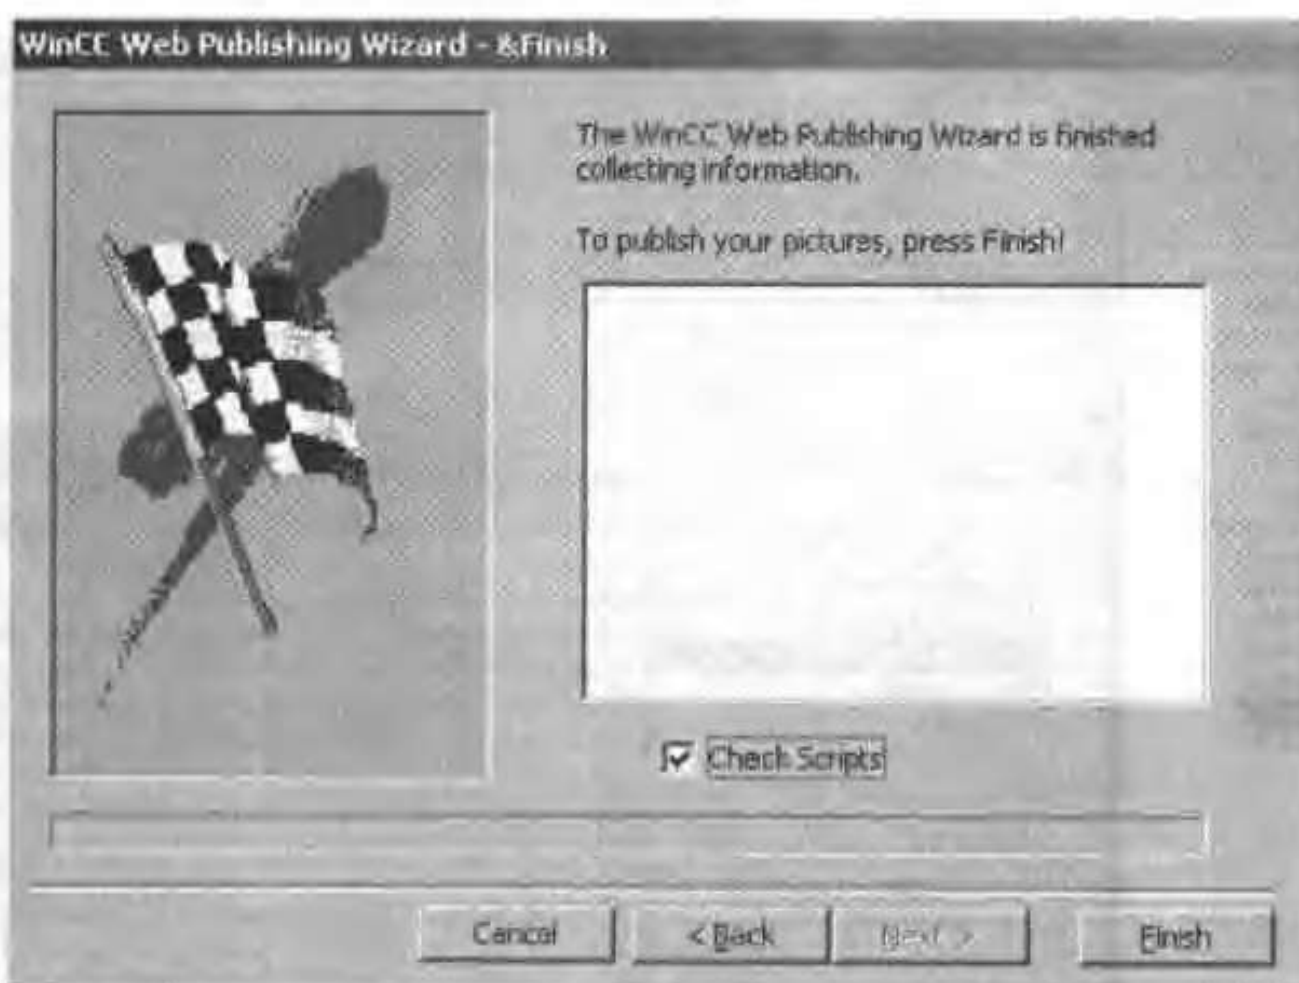 WinCC Web Publishing Wizard - &Finish
The WinCC Web Publishing Wizard is finished
collecting information.
To publish your pictures, press Finish!
Check Scripts
Cancel
< Back
Next >
Finish